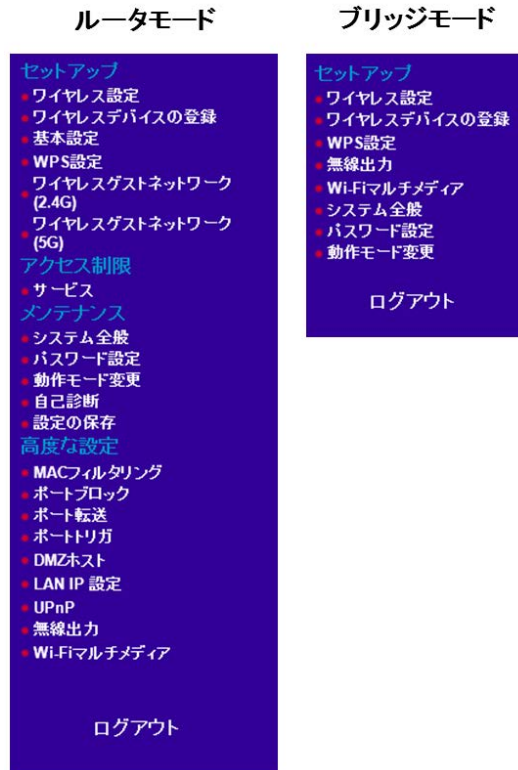 ルータモード
セットアップ
ワイヤレス設定
ワイヤレスデバイスの登録
基本設定
WPS設定
ワイヤレスゲストネットワーク
(2.4G)
ワイヤレスゲストネットワーク
(5G)
アクセス制限
サービス
メンテナンス
システム全般
パスワード設定
動作モード変更
自己診断
設定の保存
高度な設定
MACフィルタリング
ポートブロック
ポート転送
ポートトリガ
DMZホスト
LAN IP 設定
UPnP
無線出力
Wi-Fiマルチメディア
ログアウト
ブリッジモード
セットアップ
ワイヤレス設定
ワイヤレスデバイスの登録
WPS設定
無線出力
Wi-Fiマルチメディア
システム全般
パスワード設定
動作モード変更
ログアウト